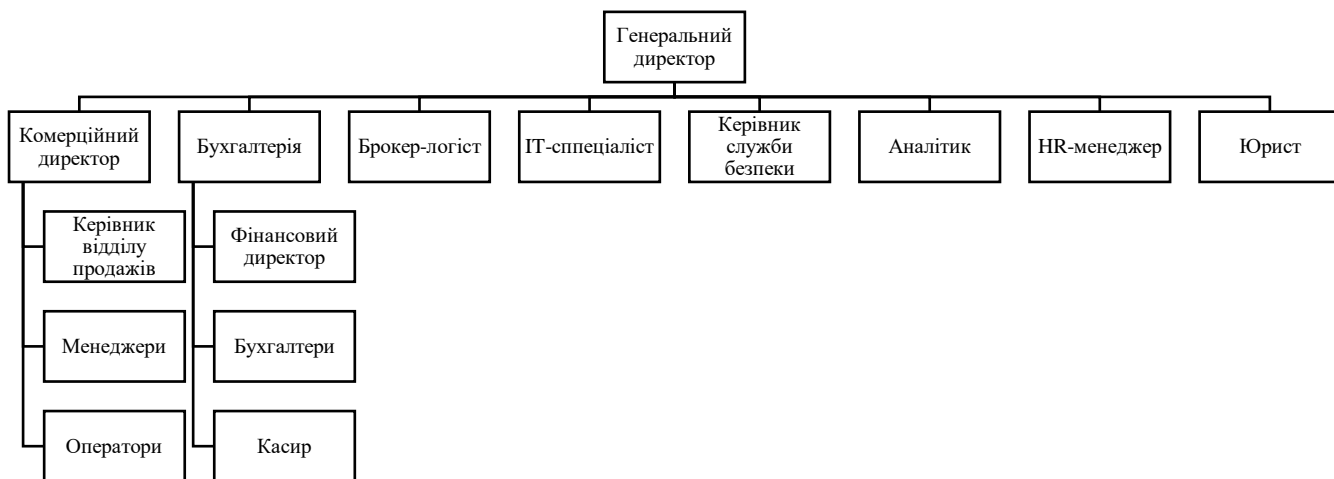 Генеральний
директор
Комерційний
директор
Бухгалтерія
Брокер-логіст
ІТ-сппеціаліст
Керівник
служби
безпеки
Аналітик
HR-менеджер
Юрист
Керівник
відділу
продажів
Фінансовий
директор
Менеджери
Бухгалтери
Оператори
Касир